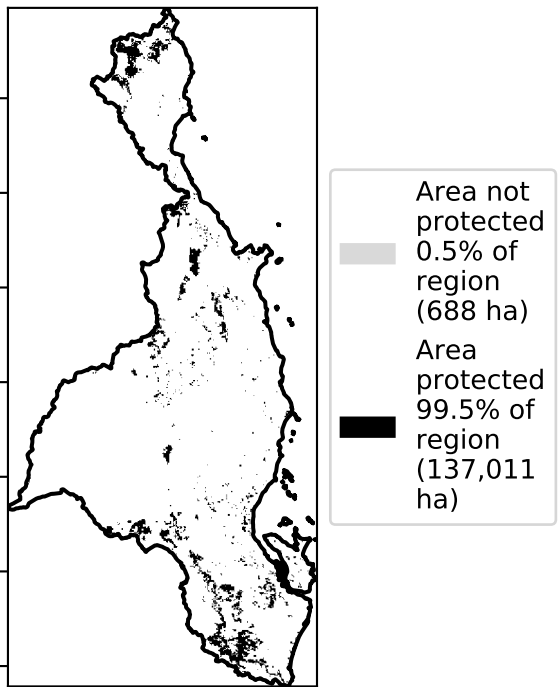 Area not
protected
0.5% of
region
(688 ha)
Area
protected
99.5% of
region
(137,011
ha)